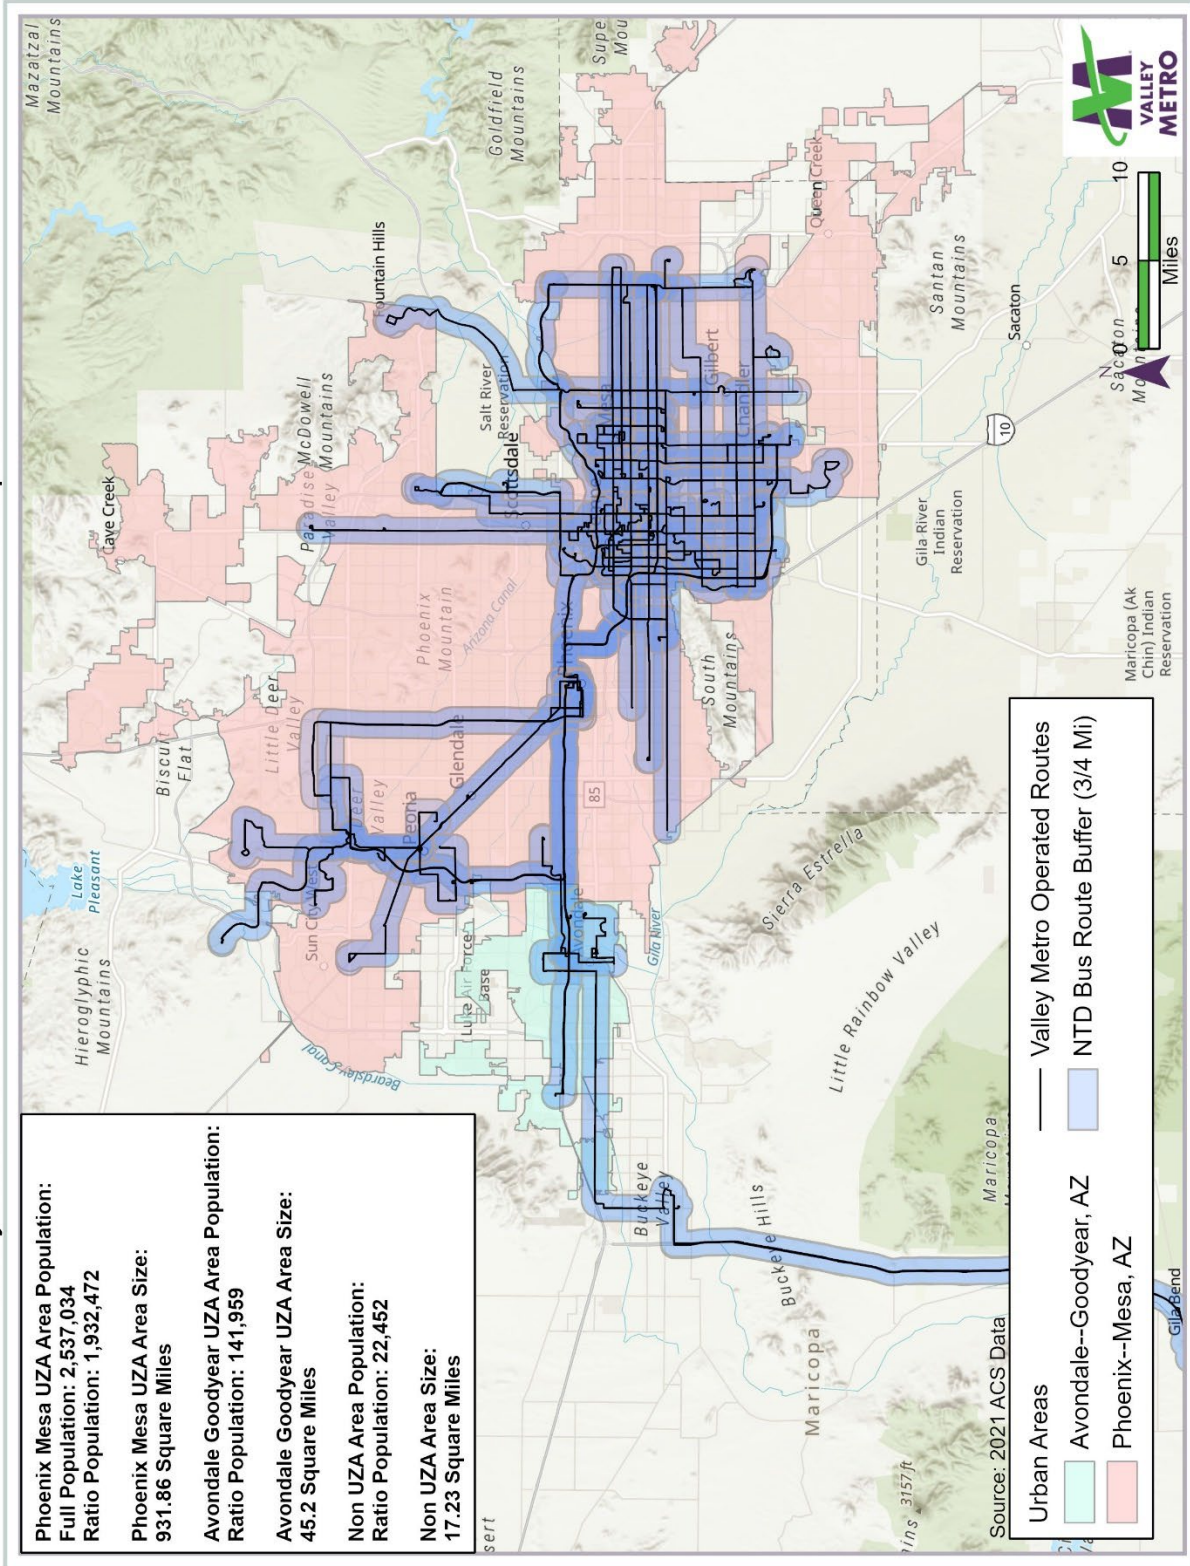 Phoenix Mesa UZA Area Population:
Full Population: 2,537,034
Ratio Population: 1,932,472
Phoenix Mesa UZA Area Size:
931.86 Square Miles
Avondale Goodyear UZA Area Population:
Ratio Population: 141,959
Avondale Goodyear UZA Area Size:
45.2 Square Miles
Non UZA Area Population:
Ratio Population: 22,452
Non UZA Area Size:
17.23 Square Miles
Mazatzal
Mountains
Hieroglyphic
Mountains
Lake
Pleasant
Biscuit
Flat
Cave Creek
Little Deer
Valley
Paradise
Valley
McDowell
Mountains
Fountain Hills
Goldfield
Mountains
Supe
Mou
Sun City West
Deer
Valley
Peoria
Glendale
Phoenix
Mountain
Arizona Canal
Scottsdale
Salt River
Reservation
Beardsley Canal
Luke Air Force
Base
Avondale
85
Phoenix
Mesa
Gilbert
Chandler
Queen Creek
South
Mountains
Gila River
Sierra Estrella
Buckeye
Valley
Buckeye Hills
Little Rainbow Valley
Gila River
Indian
Reservation
Santan
Mountains
Sacaton
10
Maricopa
Maricopa
Maricopa (Ak
Chin) Indian
Reservation
Sacaton
Mo
sert
ins 3157 ft
Gila Bend
N
0 5 10
Miles
VALLEY
METRO
Source: 2021 ACS Data
Urban Areas
Avondale--Goodyear, AZ
Phoenix--Mesa, AZ
Valley Metro Operated Routes
NTD Bus Route Buffer (3/4 Mi)